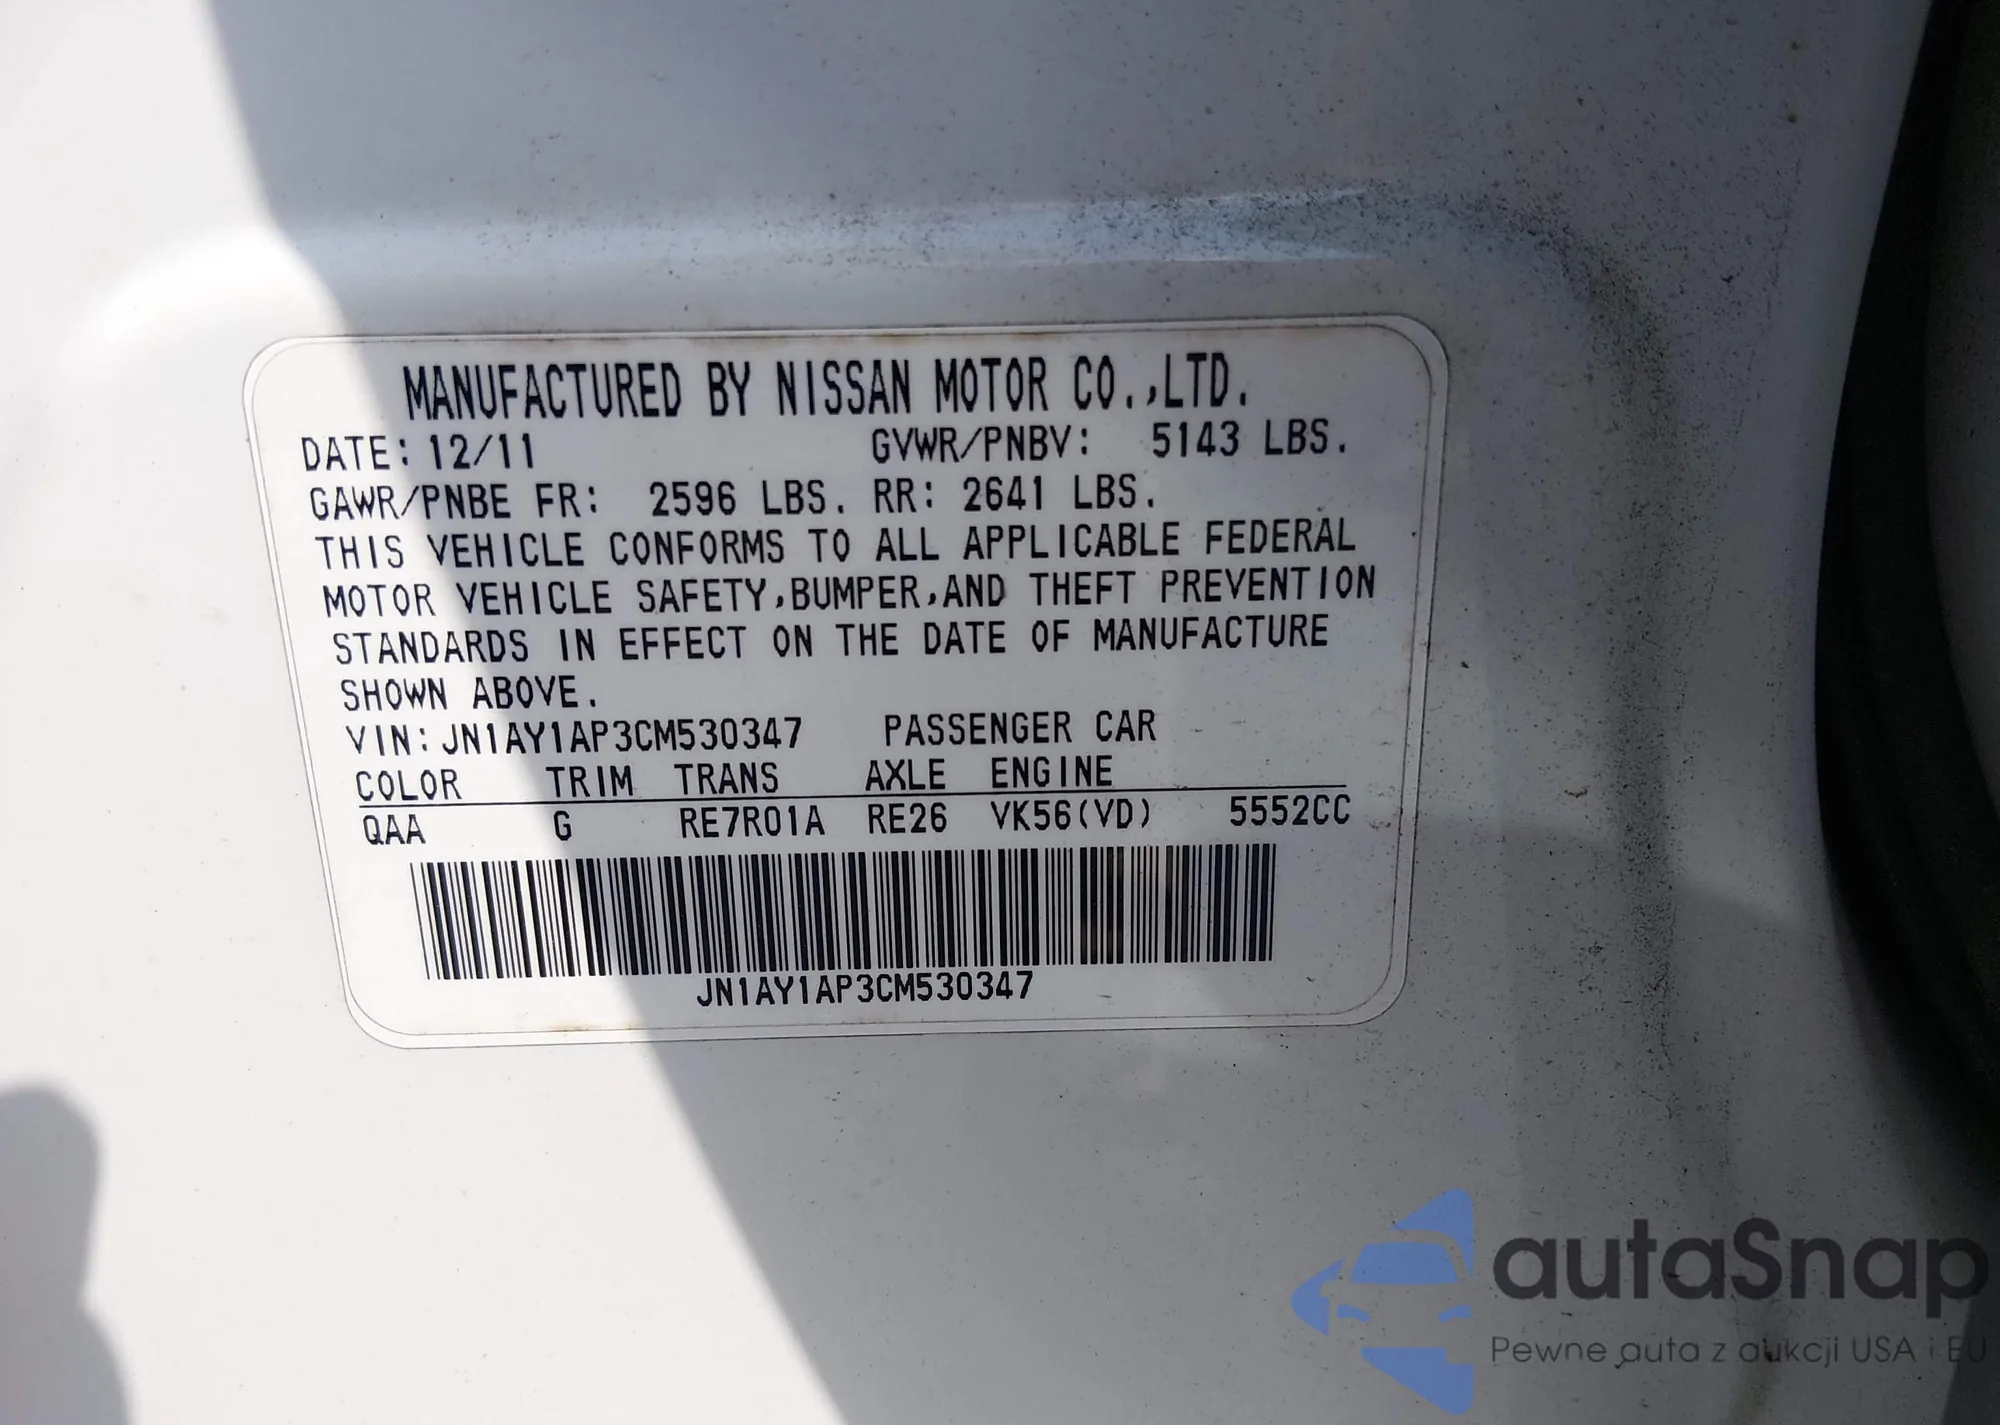 MANUFACTURED BY NISSAN MOTOR CO.,LTD.
DATE: 12/11 GVWR/PNBV: 5143 LBS.
GAWR/PNBE FR: 2596 LBS. RR: 2641 LBS.
THIS VEHICLE CONFORMS TO ALL APPLICABLE FEDERAL
MOTOR VEHICLE SAFETY,BUMPER,AND THEFT PREVENTION
STANDARDS IN EFFECT ON THE DATE OF MANUFACTURE
SHOWN ABOVE.
VIN: JN1AY1AP3CM530347 PASSENGER CAR
COLOR TRIM TRANS AXLE ENGINE
QAA G RE7R01A RE26 VK56(VD) 5552CC
JN1AY1AP3CM530347
autaSnap
Pewne auta z aukcji USA i EU